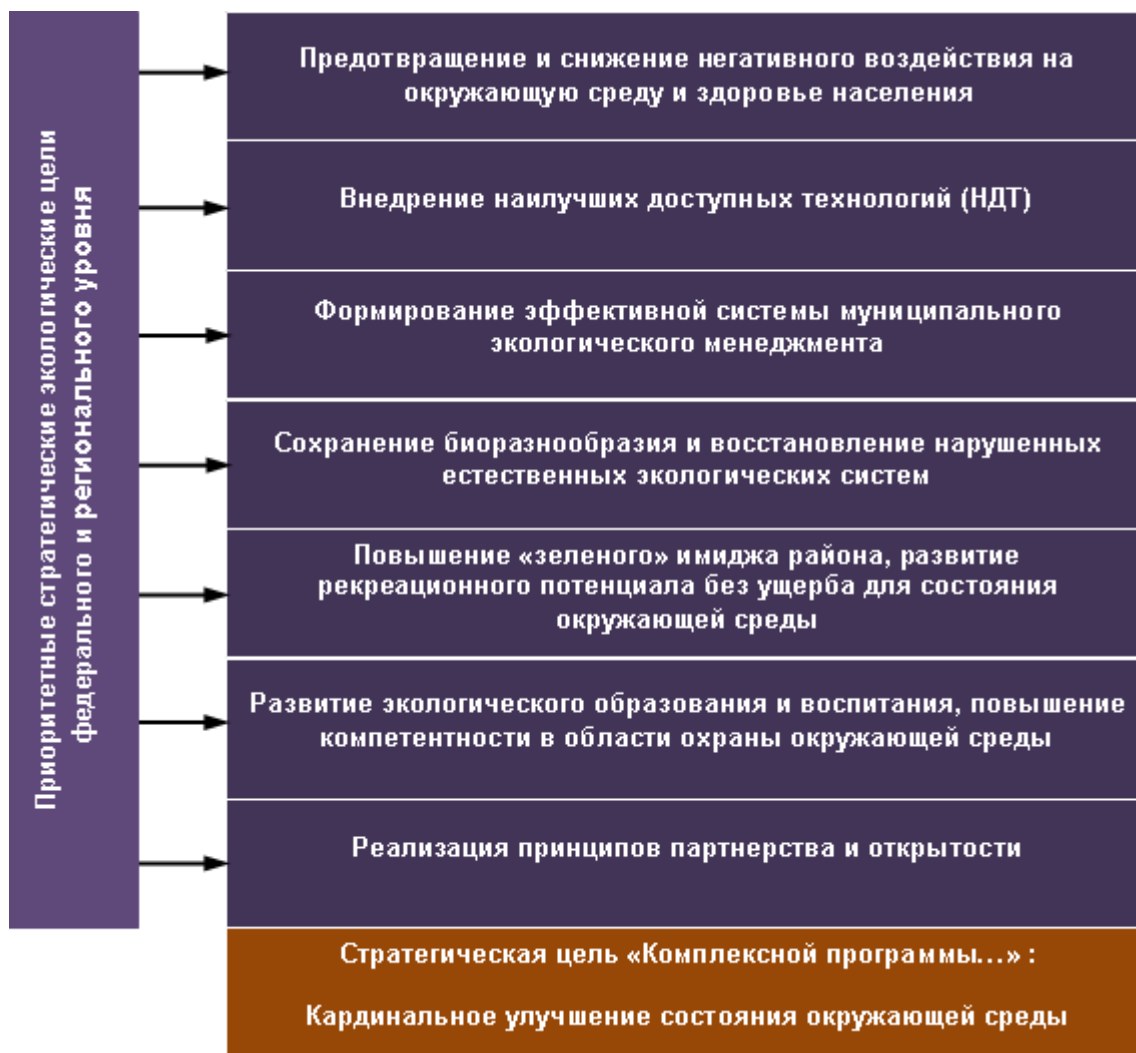 Приоритетные стратегические экологические цели
федерального и регионального уровня
Предотвращение и снижение негативного воздействия на
окружающую среду и здоровье населения
Внедрение наилучших доступных технологий (НДТ)
Формирование эффективной системы муниципального
экологического менеджмента
Сохранение биоразнообразия и восстановление нарушенных
естественных экологических систем
Повышение «зеленого» имиджа района, развитие
рекреационного потенциала без ущерба для состояния
окружающей среды
Развитие экологического образования и воспитания, повышение
компетентности в области охраны окружающей среды
Реализация принципов партнерства и открытости
Стратегическая цель «Комплексной программы...» :
Кардинальное улучшение состояния окружающей среды